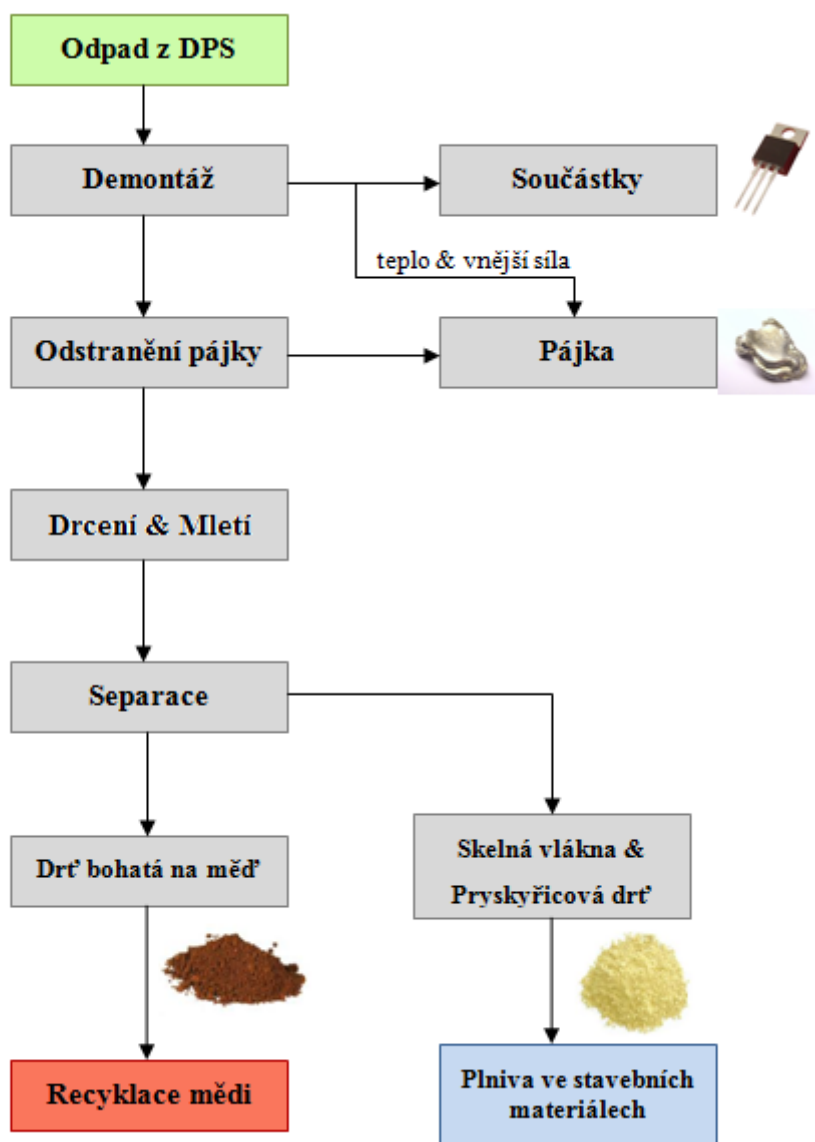 Odpad z DPS
Demontáž
Součástky
teplo & vnější síla
Odstranění pájky
Pájka
Drcení & Mletí
Separace
Drť bohatá na měď
Skelná vlákna &
Pryskyřicová drť
Recyklace mědi
Plniva ve stavebních
materiálech